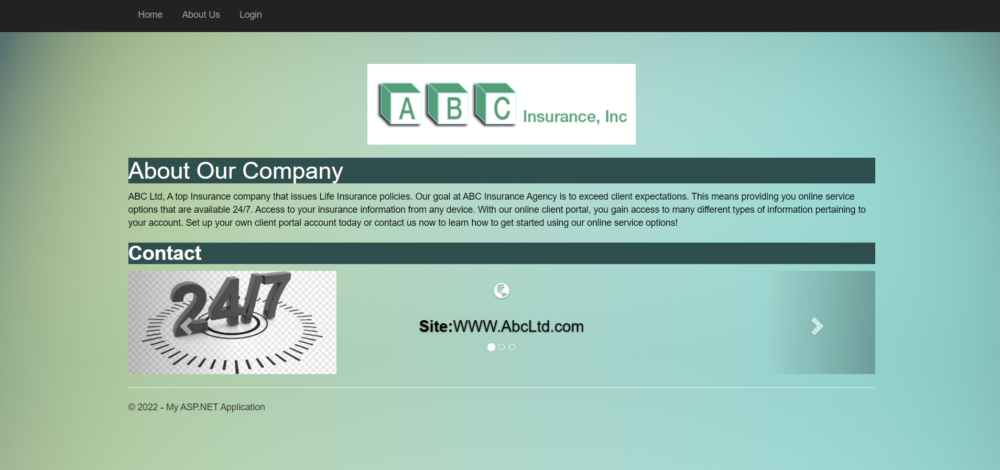 Home About Us Login
A B C Insurance, Inc
About Our Company
ABC Ltd, A top Insurance company that issues Life Insurance policies. Our goal at ABC Insurance Agency is to exceed client expectations. This means providing you online service
options that are available 24/7. Access to your insurance information from any device. With our online client portal, you gain access to many different types of information pertaining to
your account. Set up your own client portal account today or contact us now to learn how to get started using our online service options!
Contact
24/7
Site:WWW.AbcLtd.com
© 2022 - My ASP.NET Application